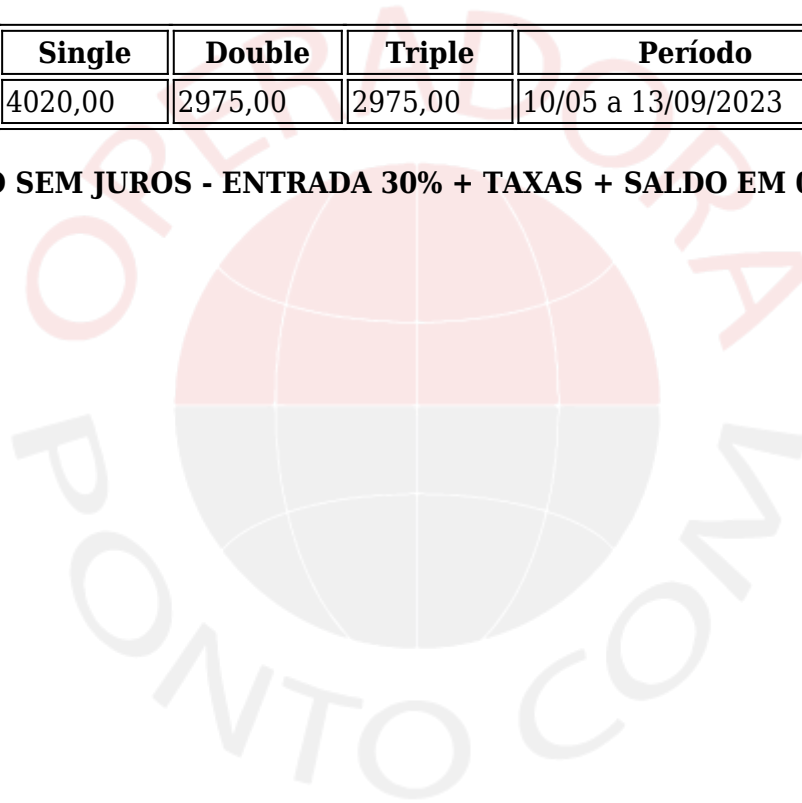 Single Double Triple Período
4020,00 2975,00 2975,00 10/05 a 13/09/2023
SEM JUROS - ENTRADA 30% + TAXAS + SALDO EM
OPERADORA
PONTO COM